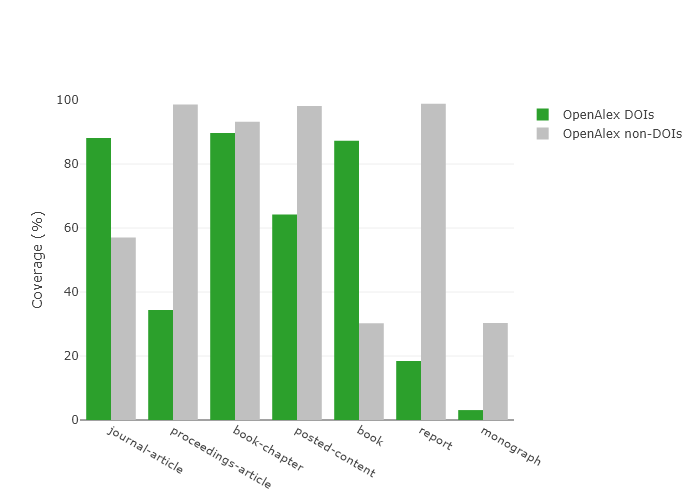 100
80
60
40
20
0
Coverage (%)
journal-article
proceedings-article
book-chapter
posted-content
book
report
monograph
OpenAlex DOIs
OpenAlex non-DOIs